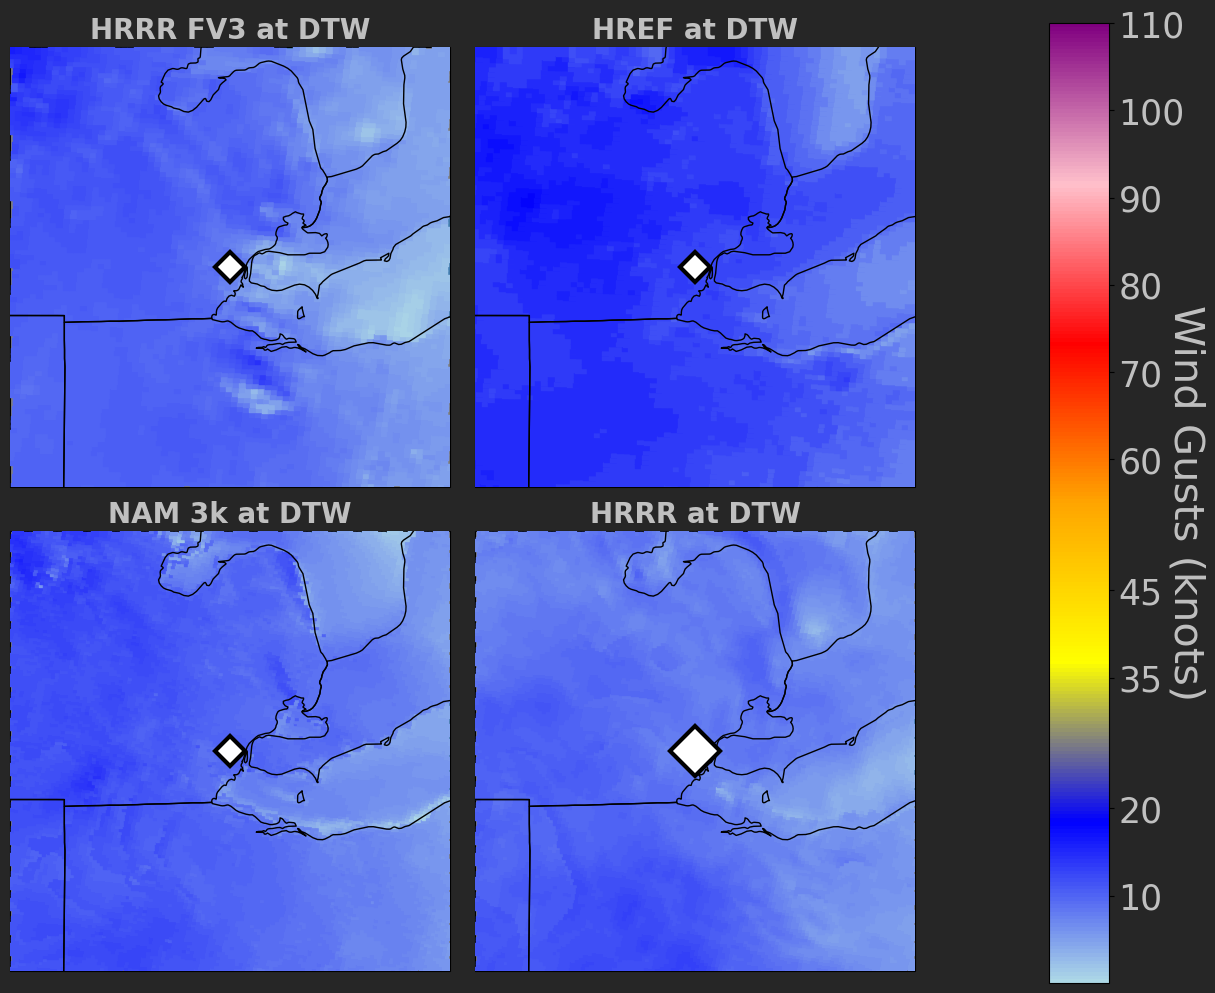 HRRR FV3 at DTW
HREF at DTW
NAM 3k at DTW
HRRR at DTW
110
100
90
80
70
60
45
35
20
10
Wind Gusts (knots)